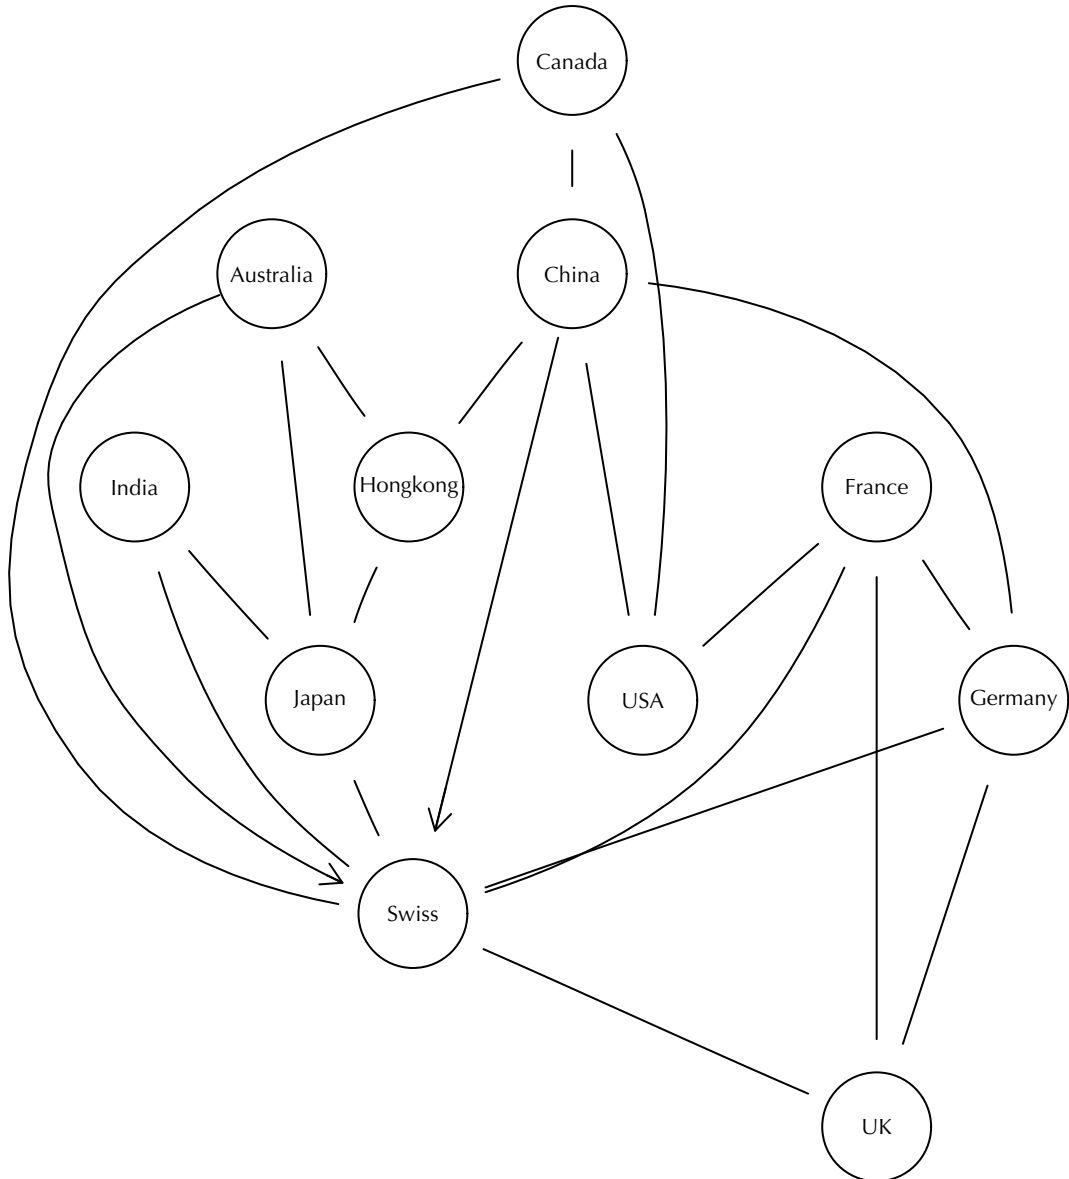 Canada
Australia
China
India
Hongkong
France
Japan
USA
Germany
Swiss
UK